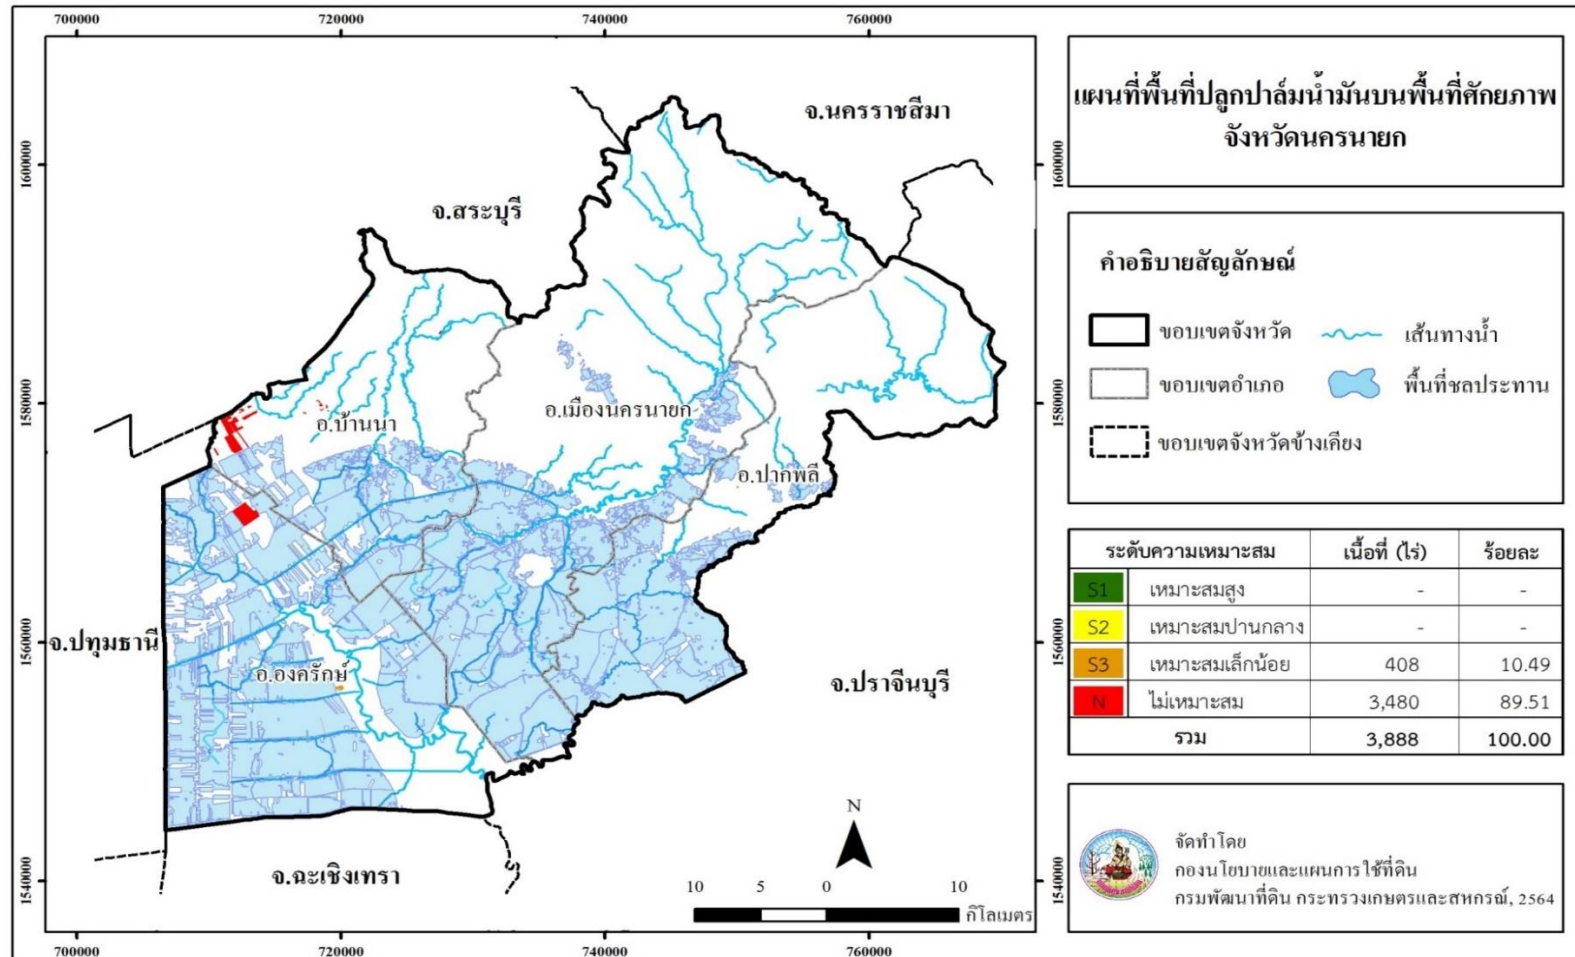 700000 720000 740000 760000
แผนที่พื้นที่ปลูกปาล์มน้ำมันบนพื้นที่ศักยภาพ
จังหวัดนครนายก
จ.นครราชสีมา
1600000 1600000
จ.สระบุรี
คำอธิบายสัญลักษณ์
ขอบเขตจังหวัด เส้นทางน้ำ
ขอบเขตอำเภอ พื้นที่ชลประทาน
ขอบเขตจังหวัดข้างเคียง
1580000 1580000
อ.บ้านนา
อ.เมืองนครนายก
อ.ปากพลี
ระดับความเหมาะสม เนื้อที่ (ไร่) ร้อยละ
S1 เหมาะสมสูง - -
S2 เหมาะสมปานกลาง - -
S3 เหมาะสมเล็กน้อย 408 10.49
N ไม่เหมาะสม 3,480 89.51
รวม 3,888 100.00
1560000 1560000
จ.ปทุมธานี
อ.องครักษ์
จ.ปราจีนบุรี
N
จ.ฉะเชิงเทรา
1540000 1540000
10 5 0 10
กิโลเมตร
จัดทำโดย
กองนโยบายและแผนการใช้ที่ดิน
กรมพัฒนาที่ดิน กระทรวงเกษตรและสหกรณ์, 2564
700000 720000 740000 760000